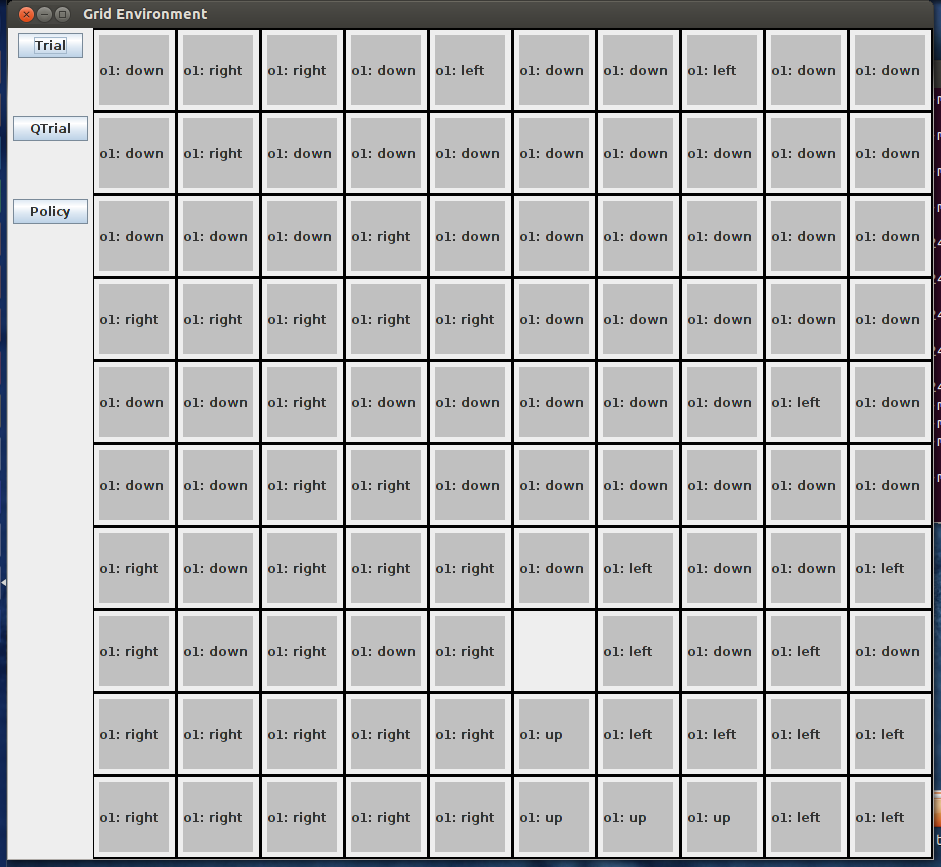 Grid Environment
Trial
o1: down o1: right o1: right o1: down o1: left o1: down o1: down o1: left o1: down o1: down
QTrial
o1: down o1: right o1: down o1: down o1: down o1: down o1: down o1: down o1: down o1: down
Policy
o1: down o1: down o1: down o1: right o1: down o1: down o1: down o1: down o1: down o1: down
o1: right o1: right o1: right o1: right o1: right o1: down o1: down o1: down o1: down o1: down
o1: down o1: down o1: right o1: down o1: down o1: down o1: down o1: down o1: left o1: down
o1: down o1: down o1: right o1: right o1: down o1: down o1: down o1: down o1: down o1: down
o1: right o1: down o1: right o1: right o1: right o1: down o1: left o1: down o1: down o1: left
o1: right o1: down o1: right o1: down o1: right o1: left o1: down o1: left o1: down
o1: right o1: right o1: right o1: right o1: right o1: up o1: left o1: left o1: left o1: left
o1: right o1: right o1: right o1: right o1: right o1: up o1: up o1: up o1: left o1: left